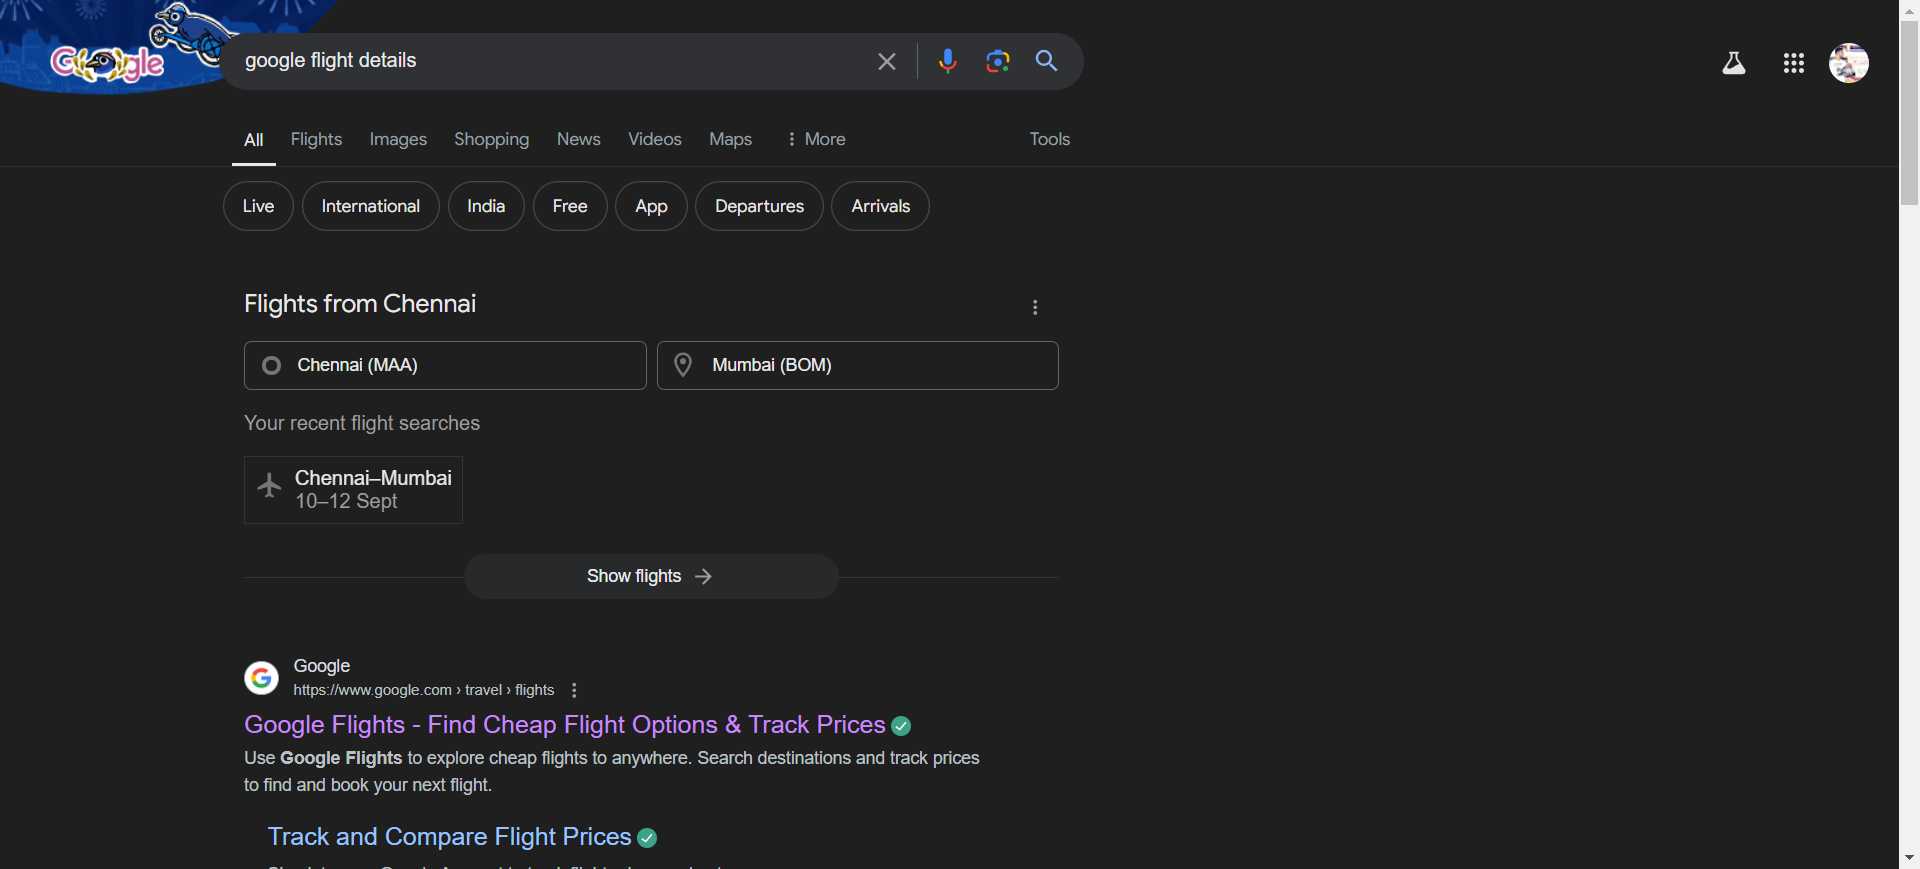 Google
google flight details
All Flights Images Shopping News Videos Maps More Tools
Live International India Free App Departures Arrivals
Flights from Chennai
Chennai (MAA) Mumbai (BOM)
Your recent flight searches
Chennai–Mumbai
10–12 Sept
Show flights
Google
https://www.google.com › travel › flights
Google Flights - Find Cheap Flight Options & Track Prices
Use Google Flights to explore cheap flights to anywhere. Search destinations and track prices
to find and book your next flight.
Track and Compare Flight Prices